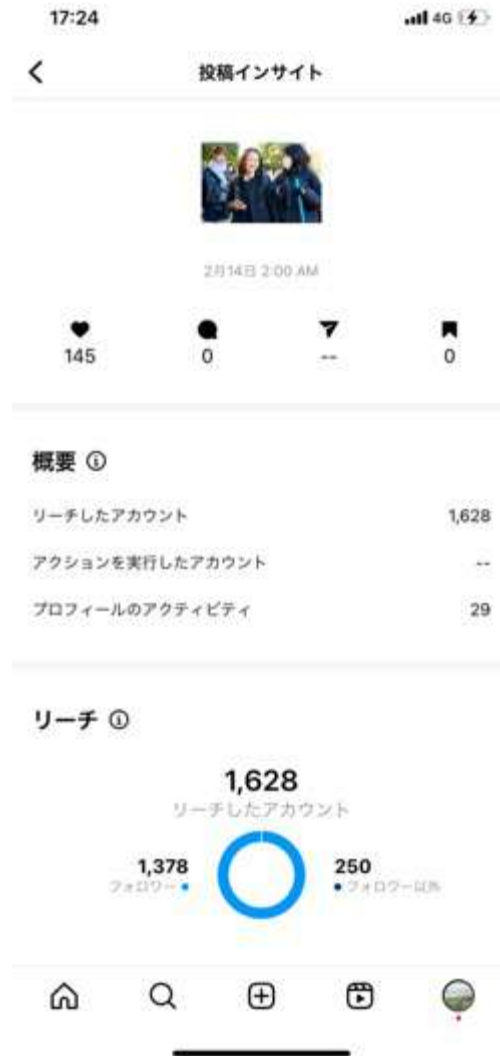 17:24
4G
投稿インサイト
2月14日 2:00 AM
145
0
--
0
概要
リーチしたアカウント 1,628
アクションを実行したアカウント --
プロフィールのアクティビティ 29
リーチ
1,628
リーチしたアカウント
1,378
フォロワー
250
フォロワー以外